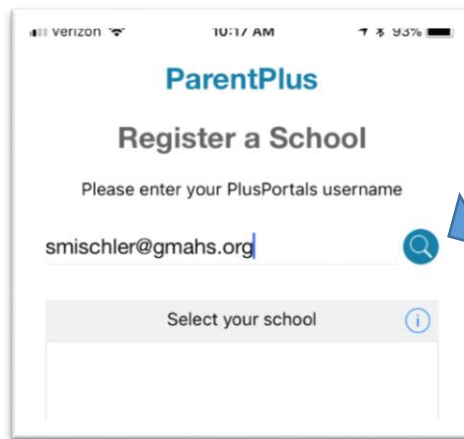 verizon 10:17 AM 93%
ParentPlus
Register a School
Please enter your PlusPortals username
smischler@gmahs.org
Select your school